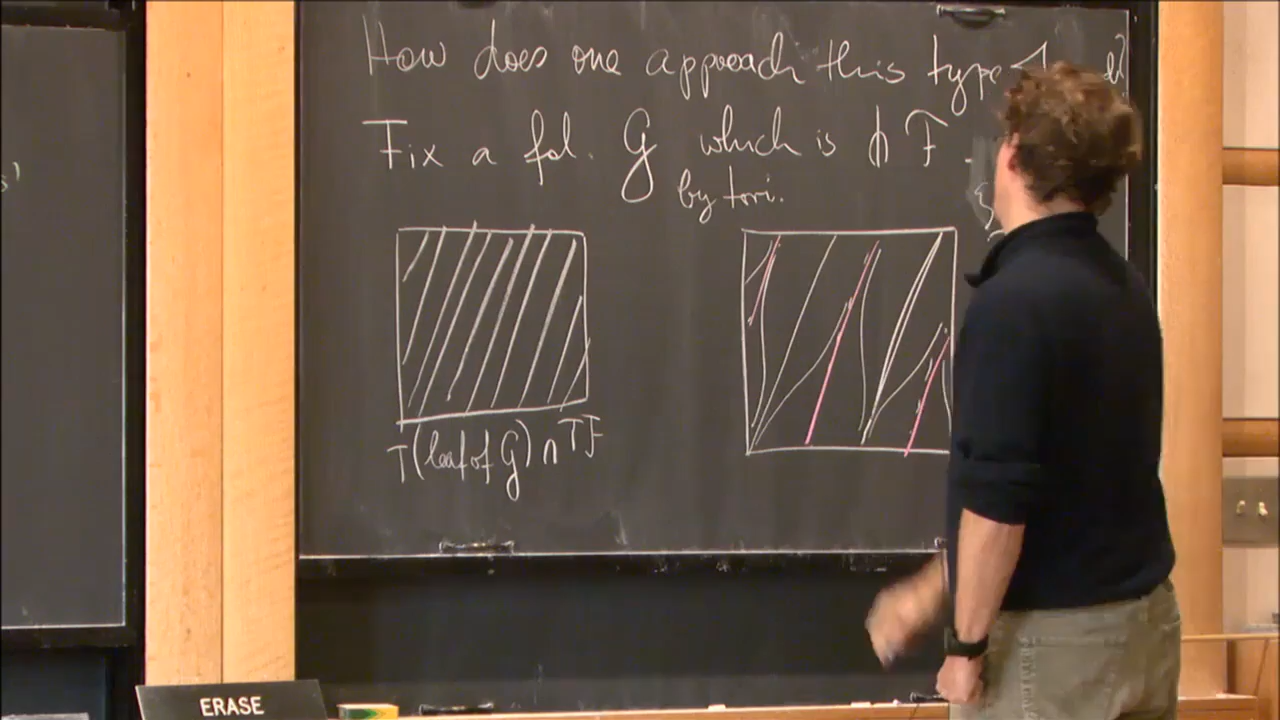 How does one approach this type
Fix a fol. G which is ⋔ F
by tori.
T(leaf of G) ∩ TF
ERASE